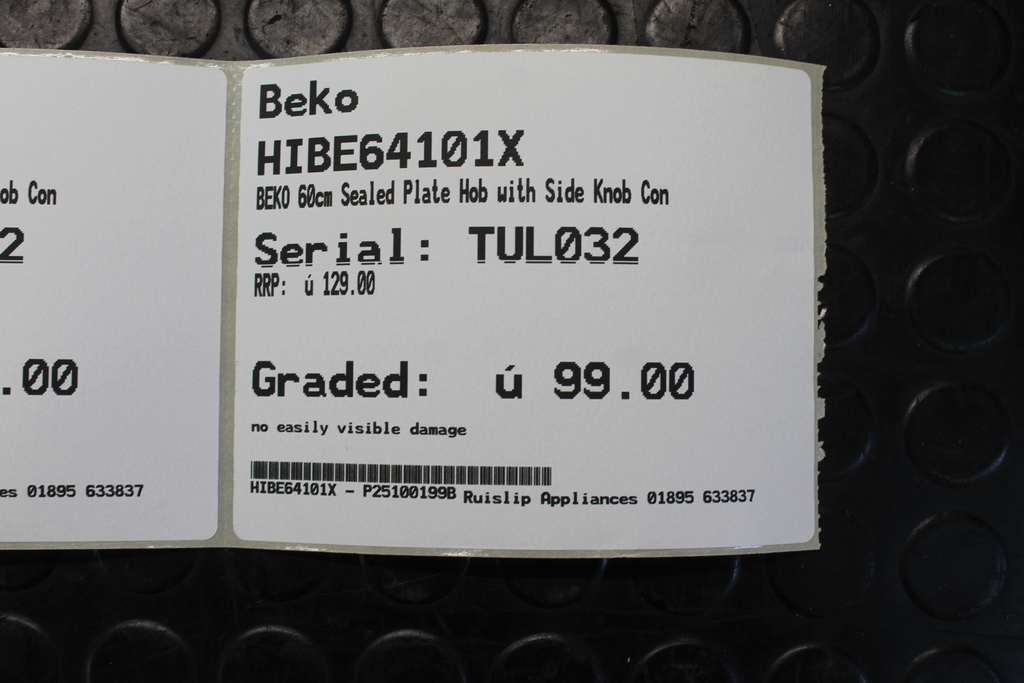 Beko
HIBE64101X
BEKO 60cm Sealed Plate Hob with Side Knob Con
Serial: TUL032
RRP: ú 129.00
Graded: ú 99.00
no easily visible damage
HIBE64101X - P25100199B Ruislip Appliances 01895 633837
ob Con
2
.00
es 01895 633837